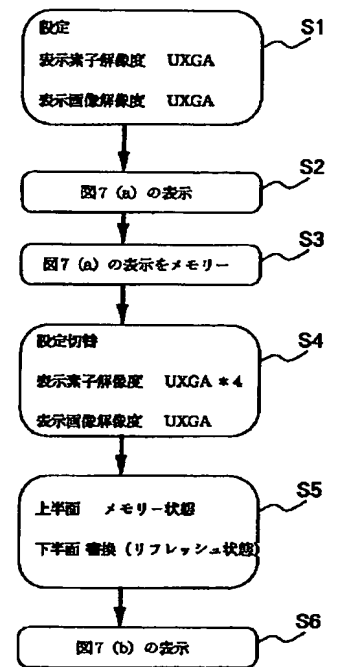 S1
設定
表示素子解像度 UXGA
表示画像解像度 UXGA
S2
図7 (a) の表示
S3
図7 (a) の表示をメモリー
S4
設定切替
表示素子解像度 UXGA * 4
表示画像解像度 UXGA
S5
上半面 メモリー状態
下半面 書換 (リフレッシュ状態)
S6
図7 (b) の表示